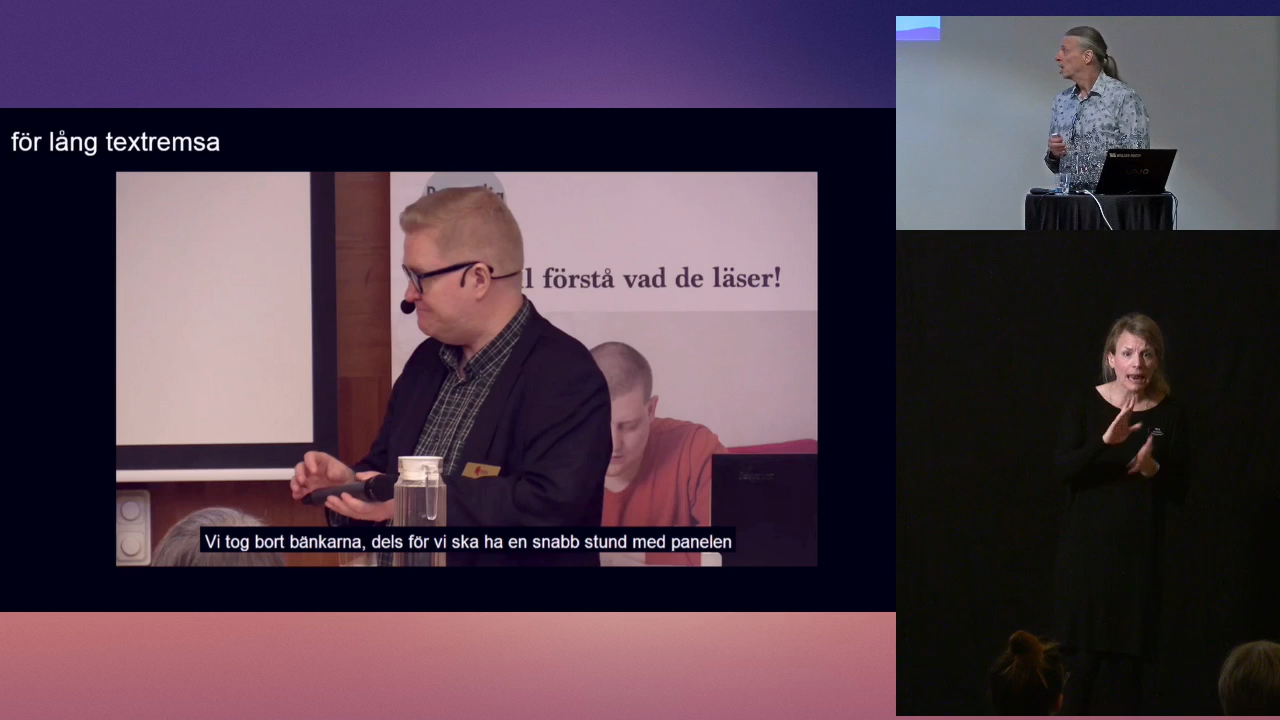 för lång textremsa
ll förstå vad de läser!
Vi tog bort bänkarna, dels för vi ska ha en snabb stund med panelen